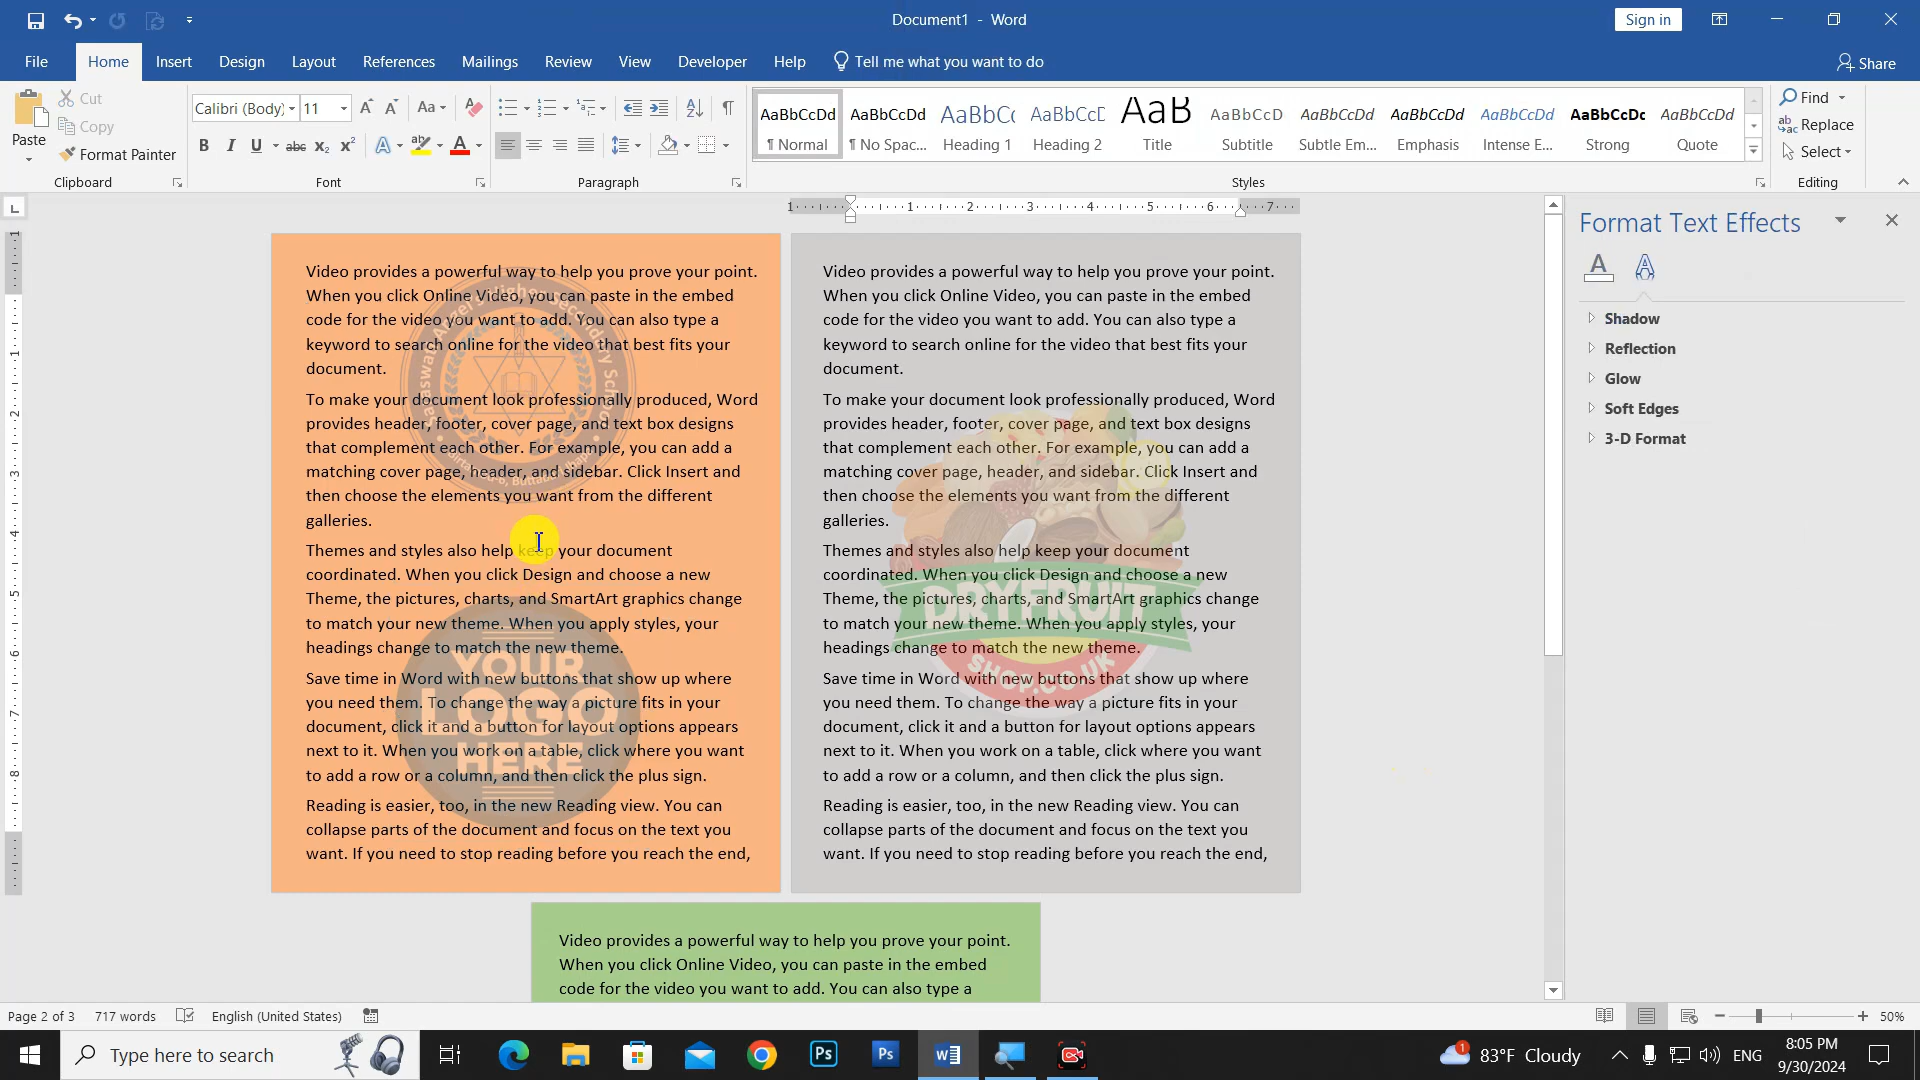 Document1 - Word
Sign in
File Home Insert Design Layout References Mailings Review View Developer Help Tell me what you want to do Share
Paste
Cut
Copy
Format Painter
Clipboard
Calibri (Body) 11
Aa
B I U abc X₂ X²
Font
Paragraph
AaBbCcDd AaBbCcDd AaBbCc AaBbCcD AaB AaBbCcD AaBbCcDd AaBbCcDd AaBbCcDd AaBbCcDc AaBbCcDd
¶ Normal ¶ No Spac... Heading 1 Heading 2 Title Subtitle Subtle Em... Emphasis Intense E... Strong Quote
Styles
Find
Replace
Select
Editing
1 1 2 3 4 5 6 7
Format Text Effects
Shadow
Reflection
Glow
Soft Edges
3-D Format
Video provides a powerful way to help you prove your point.
When you click Online Video, you can paste in the embed
code for the video you want to add. You can also type a
keyword to search online for the video that best fits your
document.
To make your document look professionally produced, Word
provides header, footer, cover page, and text box designs
that complement each other. For example, you can add a
matching cover page, header, and sidebar. Click Insert and
then choose the elements you want from the different
galleries.
Themes and styles also help keep your document
coordinated. When you click Design and choose a new
Theme, the pictures, charts, and SmartArt graphics change
to match your new theme. When you apply styles, your
headings change to match the new theme.
Save time in Word with new buttons that show up where
you need them. To change the way a picture fits in your
document, click it and a button for layout options appears
next to it. When you work on a table, click where you want
to add a row or a column, and then click the plus sign.
Reading is easier, too, in the new Reading view. You can
collapse parts of the document and focus on the text you
want. If you need to stop reading before you reach the end,
Higher Secondary School
YOUR
LOGO
HERE
Video provides a powerful way to help you prove your point.
When you click Online Video, you can paste in the embed
code for the video you want to add. You can also type a
keyword to search online for the video that best fits your
document.
To make your document look professionally produced, Word
provides header, footer, cover page, and text box designs
that complement each other. For example, you can add a
matching cover page, header, and sidebar. Click Insert and
then choose the elements you want from the different
galleries.
Themes and styles also help keep your document
coordinated. When you click Design and choose a new
Theme, the pictures, charts, and SmartArt graphics change
to match your new theme. When you apply styles, your
headings change to match the new theme.
Save time in Word with new buttons that show up where
you need them. To change the way a picture fits in your
document, click it and a button for layout options appears
next to it. When you work on a table, click where you want
to add a row or a column, and then click the plus sign.
Reading is easier, too, in the new Reading view. You can
collapse parts of the document and focus on the text you
want. If you need to stop reading before you reach the end,
DRYFRUIT
SHOP.CO.UK
Video provides a powerful way to help you prove your point.
When you click Online Video, you can paste in the embed
code for the video you want to add. You can also type a
Page 2 of 3 717 words English (United States) 50%
Type here to search
Ps
Ps
1
83°F Cloudy
ENG
8:05 PM
9/30/2024